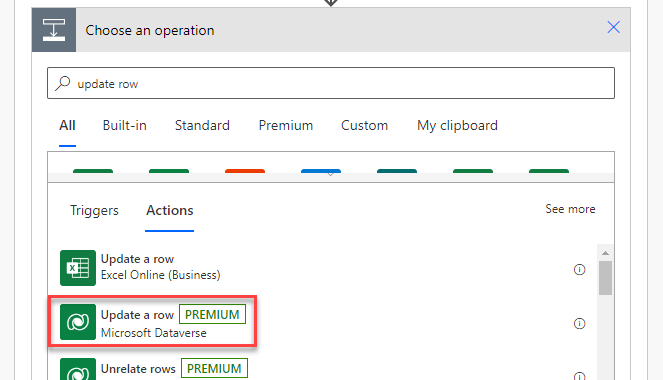 Choose an operation
update row
All Built-in Standard Premium Custom My clipboard
Triggers Actions See more
Update a row
Excel Online (Business)
Update a row PREMIUM
Microsoft Dataverse
Unrelate rows PREMIUM